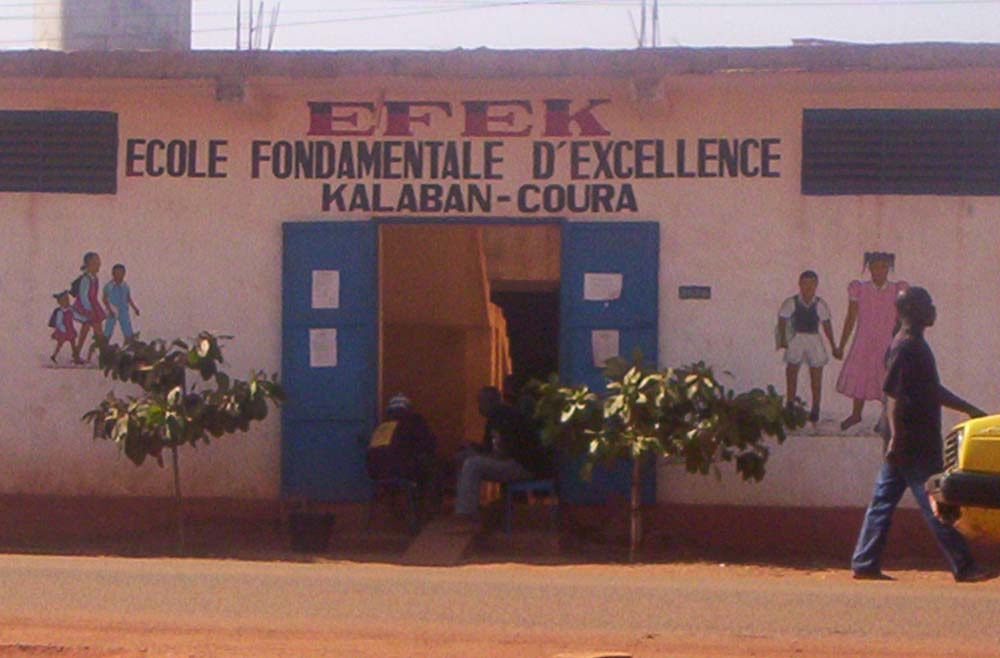 EFEK
ECOLE FONDAMENTALE D'EXCELLENCE
KALABAN-COURA